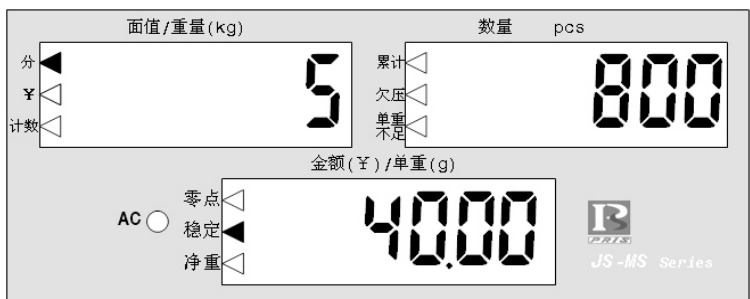 面值/重量(kg)
数量 pcs
分
¥
计数
5
累计
欠压
单重
不足
800
金额(¥)/单重(g)
AC
零点
稳定
净重
40.00
PRIS
JS-MS Series